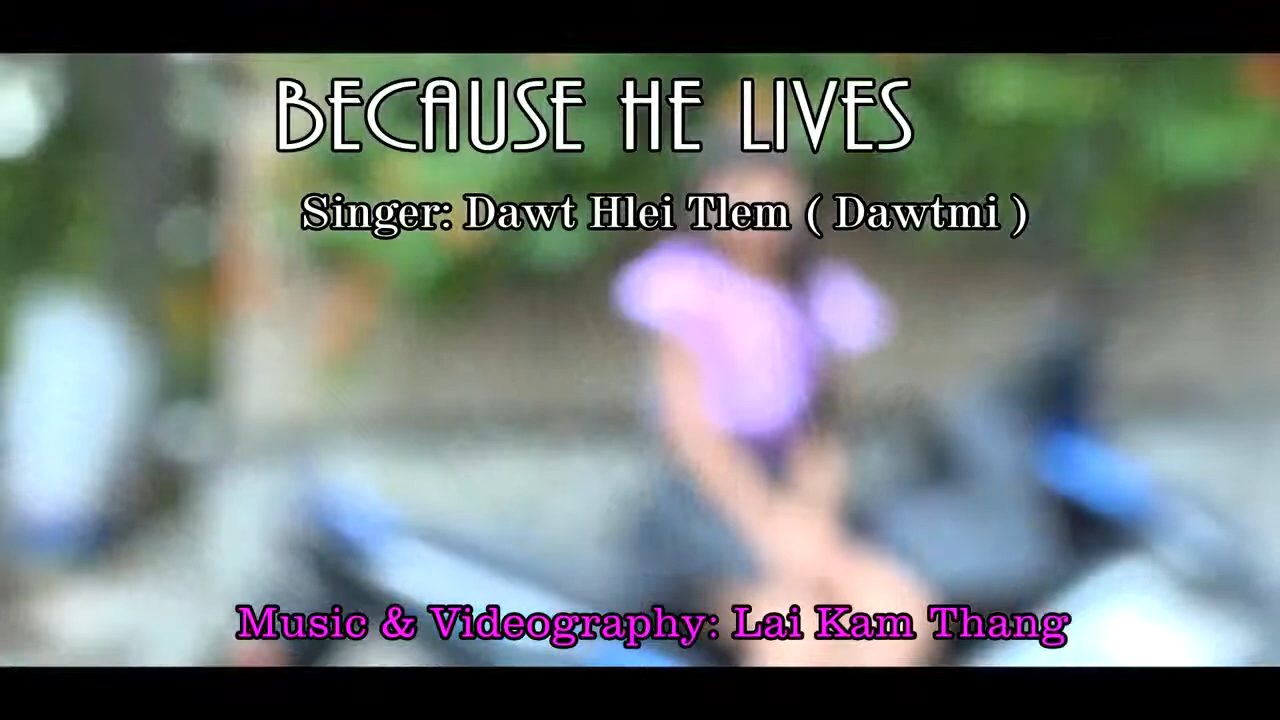 BECAUSE HE LIVES
Singer: Dawt Hlei Tlem ( Dawtmi )
Music & Videography: Lai Kam Thang